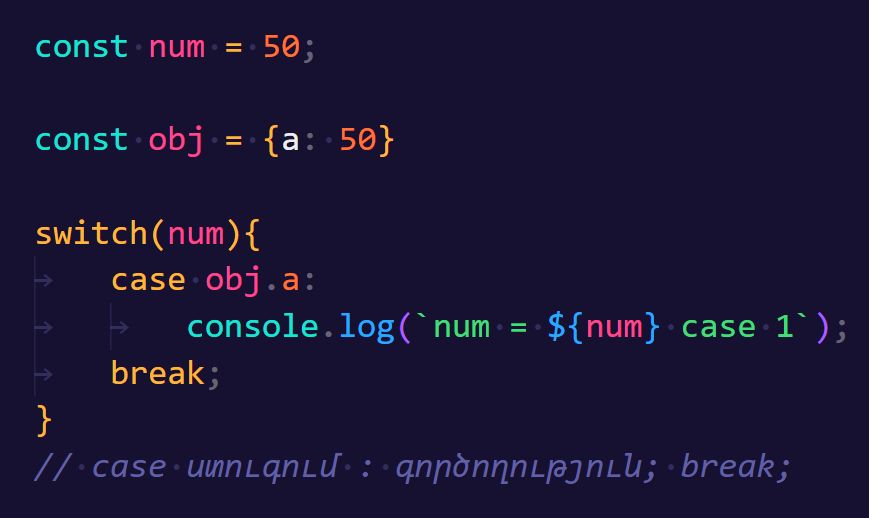 const num = 50;
const obj = {a: 50}
switch(num){
case obj.a:
console.log(`num = ${num} case 1`);
break;
}
// case ստուգում : գործողություն; break;